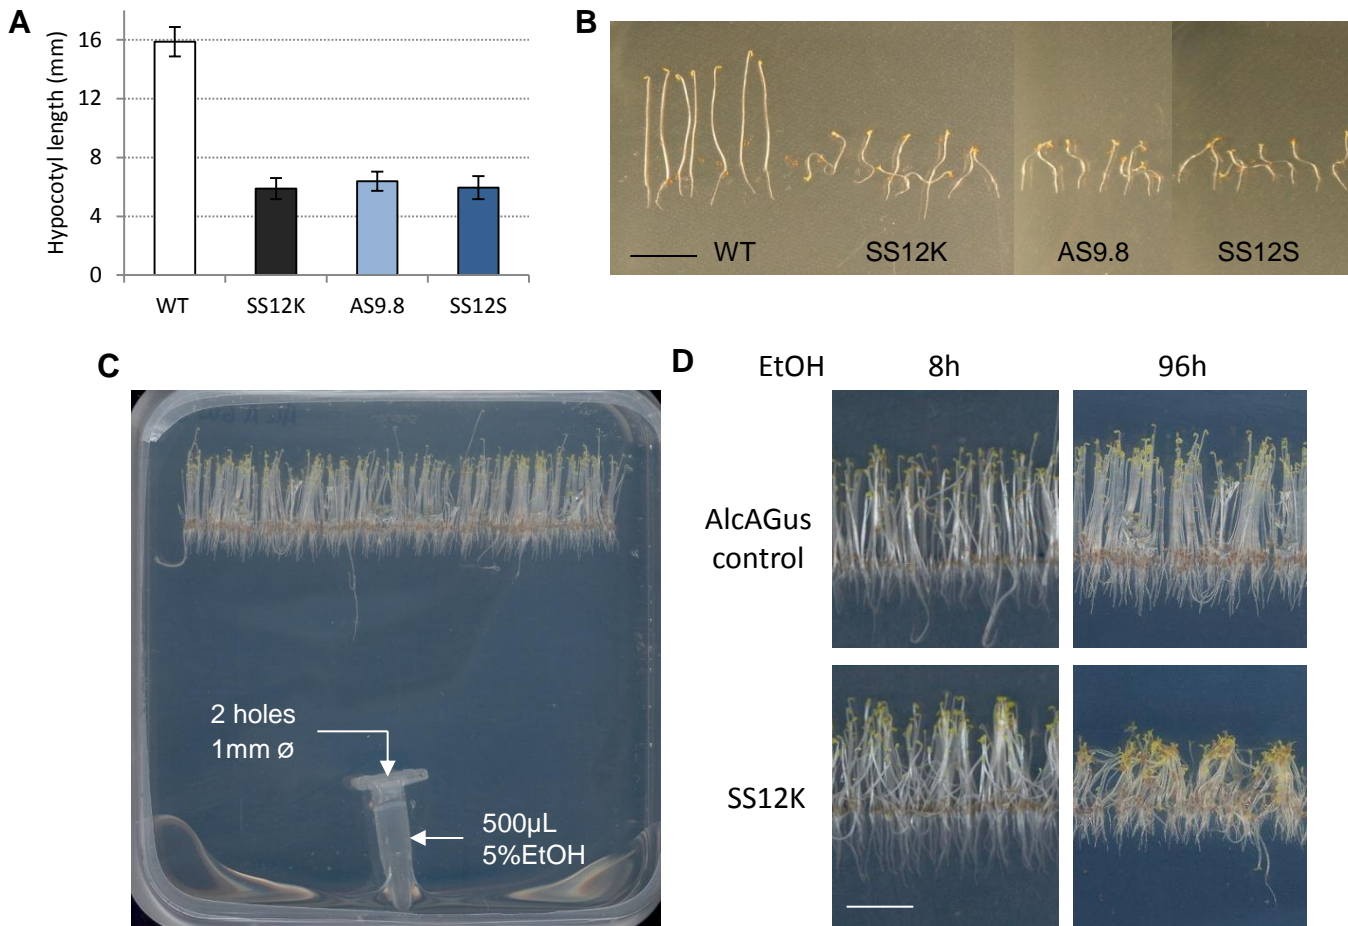 A
Hypocotyl length (mm)
16
12
8
4
0
WT
SS12K
AS9.8
SS12S
B
WT
SS12K
AS9.8
SS12S
C
2 holes
1mm ø
500µL
5%EtOH
D
EtOH
8h
96h
AlcAGus
control
SS12K